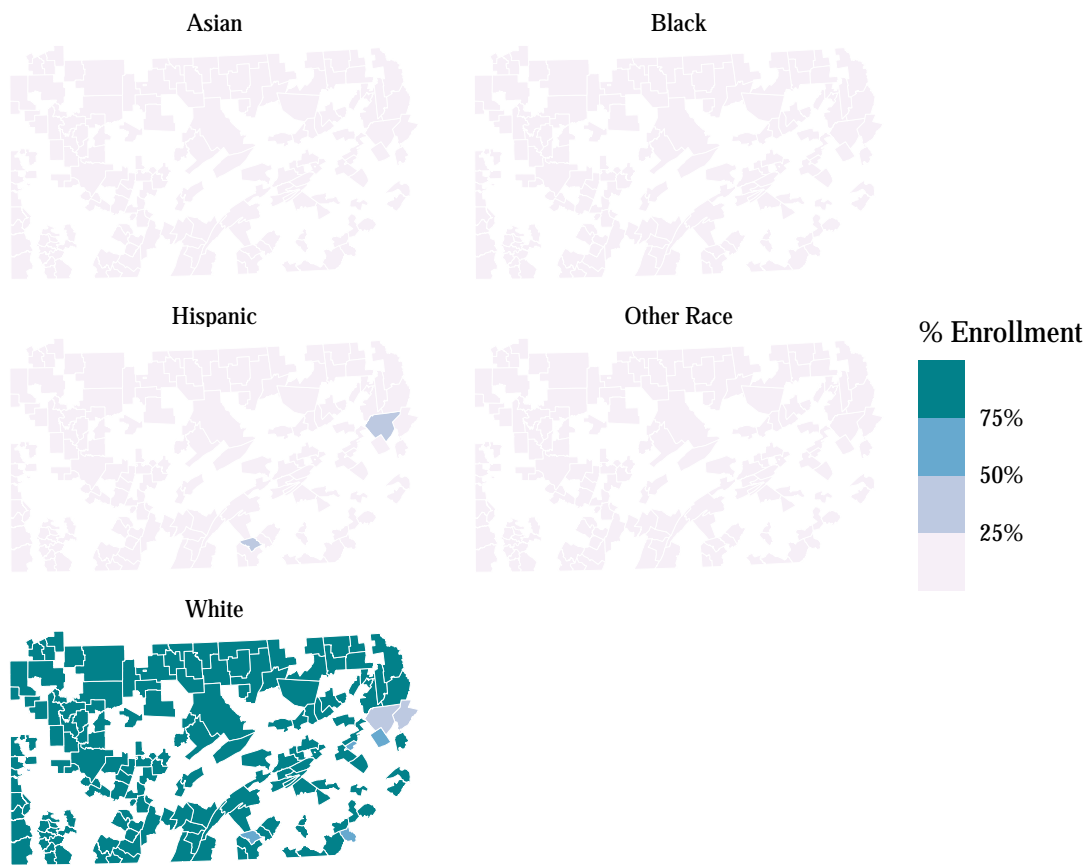 Asian
Black
Hispanic
Other Race
% Enrollment
75%
50%
25%
White